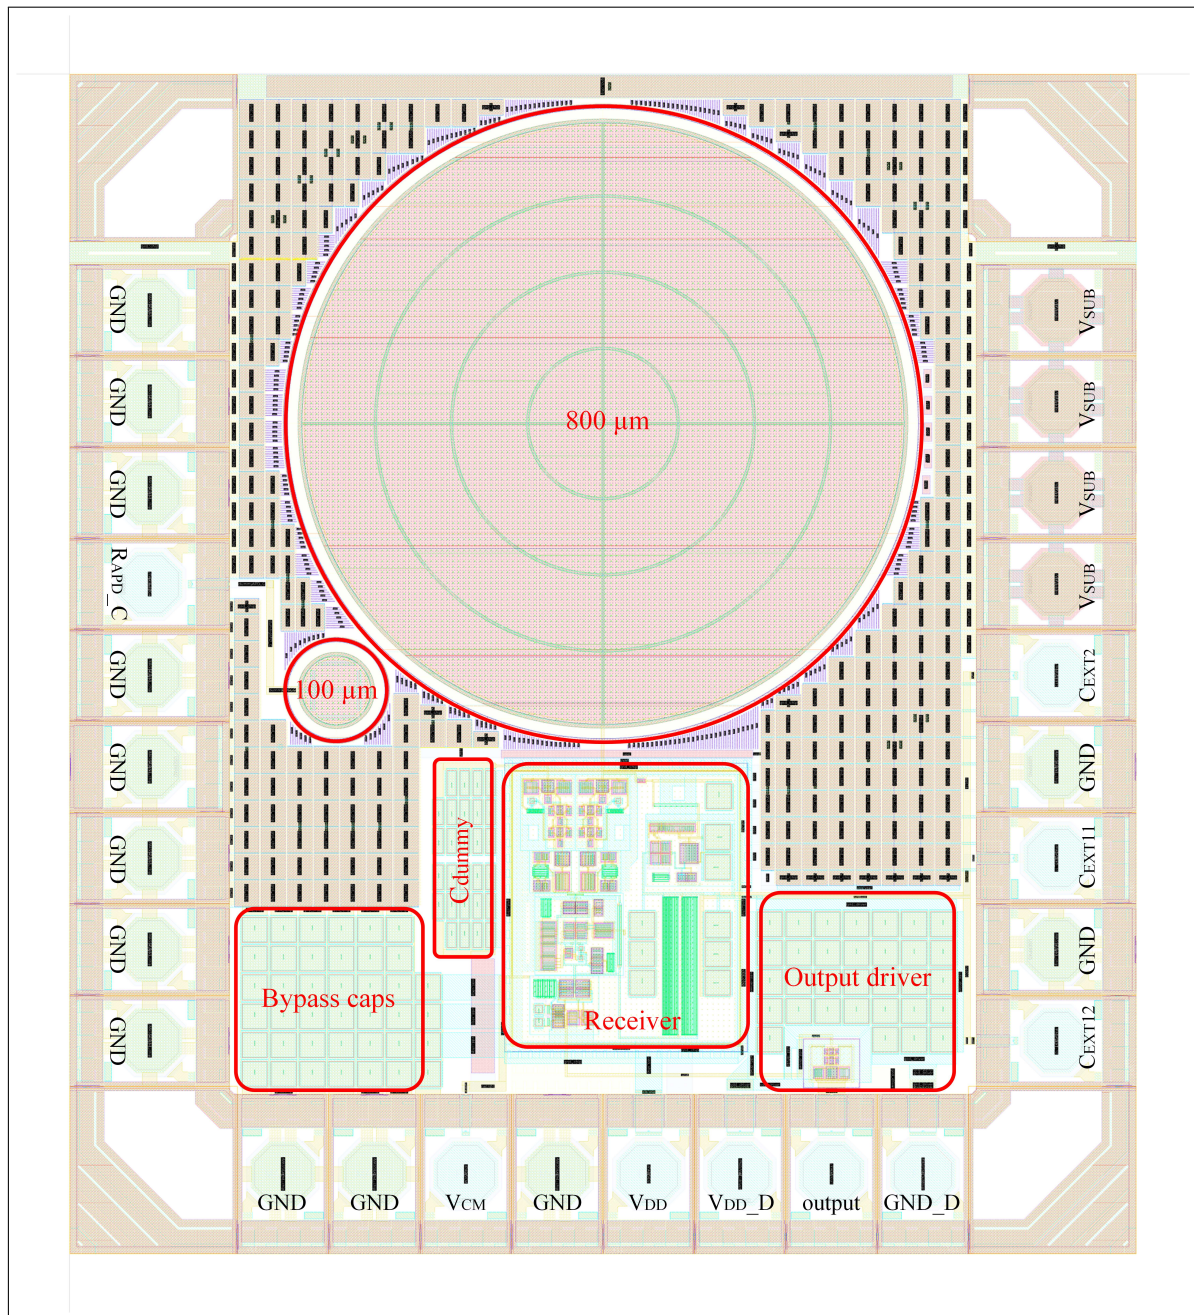 800 µm
100 µm
Cdummy
Bypass caps
Receiver
Output driver
GND
GND
GND
RAPD_C
GND
GND
GND
GND
GND
VSUB
VSUB
VSUB
VSUB
CEXT2
GND
CEXT11
GND
CEXT12
GND
GND
VCM
GND
VDD
VDD_D
output
GND_D